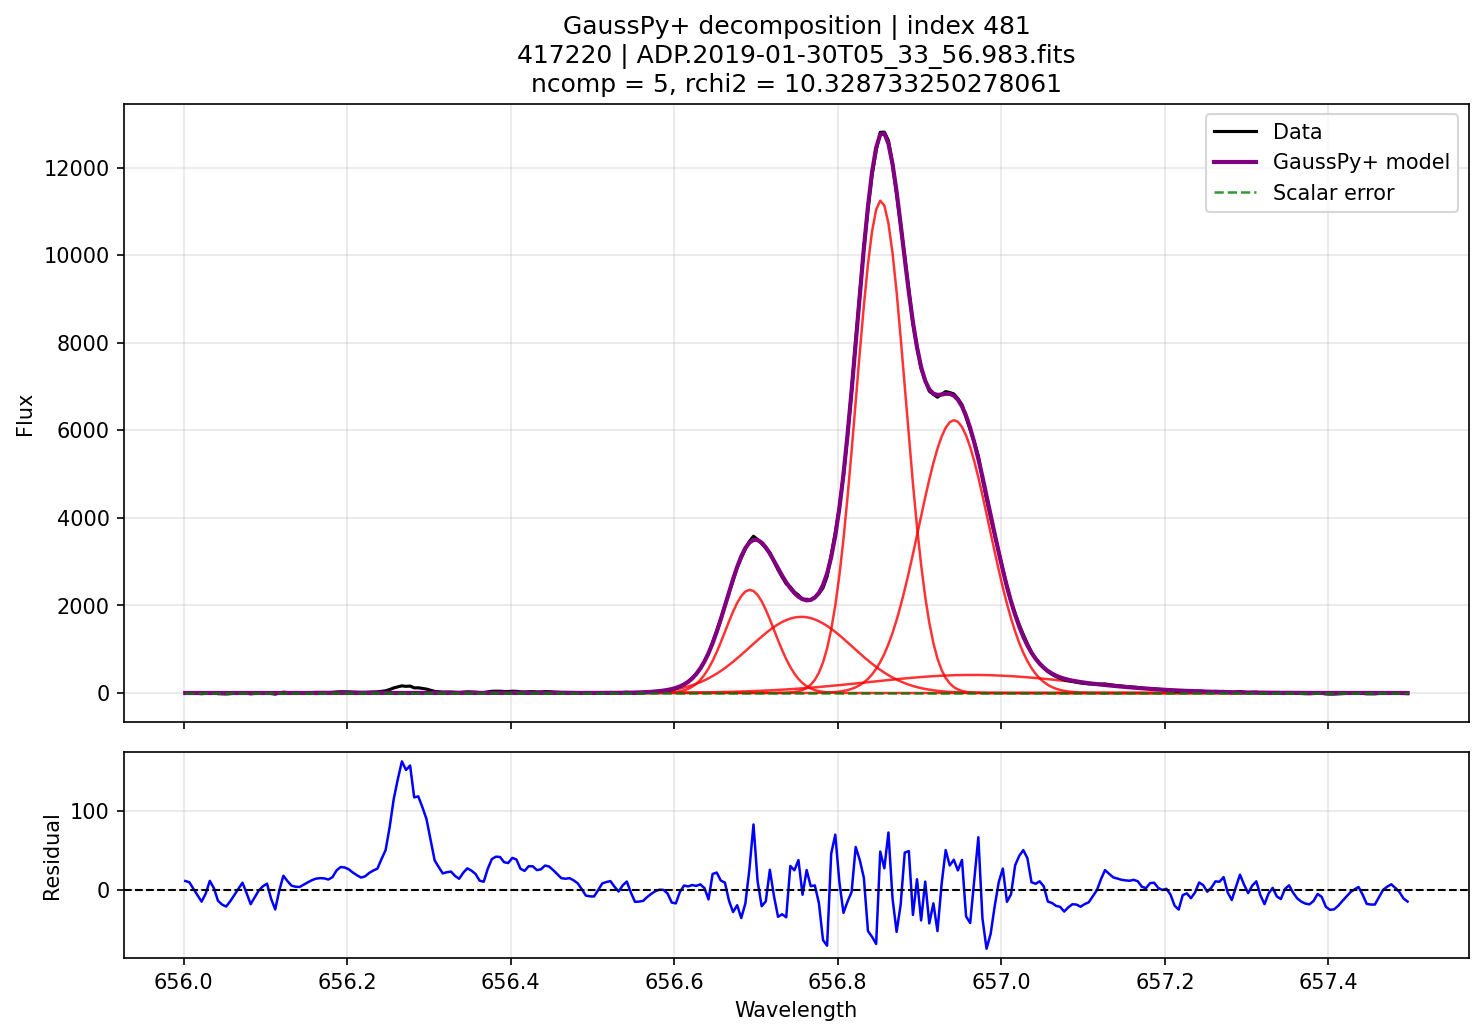 GaussPy+ decomposition | index 481
417220 | ADP.2019-01-30T05_33_56.983.fits
ncomp = 5, rchi2 = 10.328733250278061
Data
GaussPy+ model
Scalar error
Flux
12000
10000
8000
6000
4000
2000
0
Residual
100
0
656.0 656.2 656.4 656.6 656.8 657.0 657.2 657.4
Wavelength